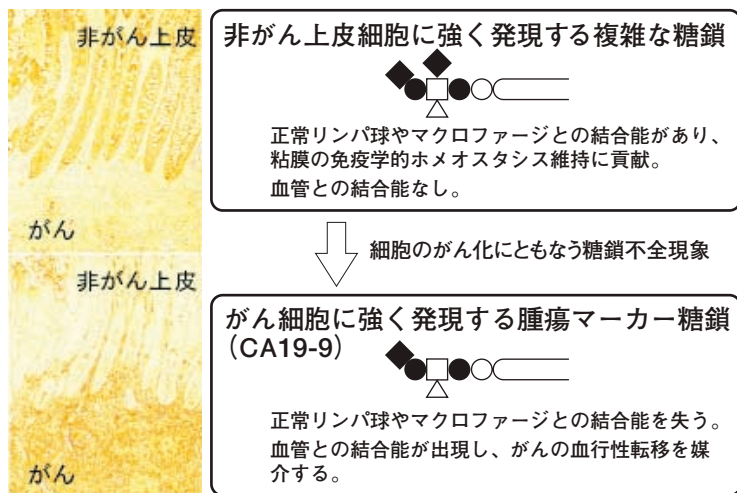 非がん上皮
がん
非がん上皮細胞に強く発現する複雑な糖鎖
正常リンパ球やマクロファージとの結合能があり、
粘膜の免疫学的ホメオスタシス維持に貢献。
血管との結合能なし。
細胞のがん化にともなう糖鎖不全現象
非がん上皮
がん
がん細胞に強く発現する腫瘍マーカー糖鎖
（CA19-9）
正常リンパ球やマクロファージとの結合能を失う。
血管との結合能が出現し、がんの血行性転移を媒
介する。